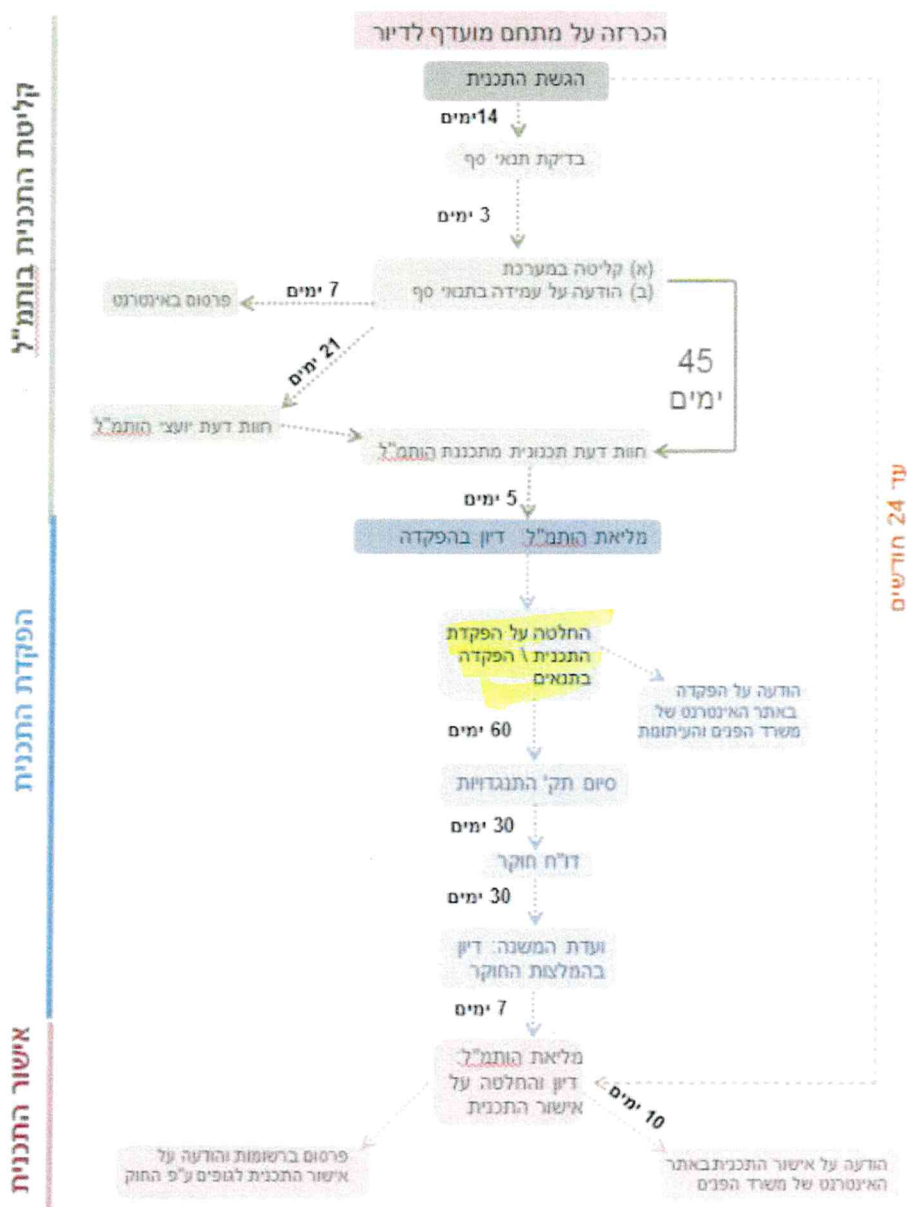 הכרזה על מתחם מועדף לדיור
הגשת התכנית
14 ימים
בדיקת תנאי סף
3 ימים
(א) קליטה במערכת
(ב) הודעה על עמידה בתנאי סף
7 ימים
פרסום באינטרנט
21 ימים
45
ימים
חוות דעת יועצי הותמ"ל
חוות דעת תכנונית מתכננת הותמ"ל
5 ימים
מליאת הותמ"ל דיון בהפקדה
החלטה על הפקדת
התכנית \ הפקדה
בתנאים
הודעה על הפקדה
באתר האינטרנט של
משרד הפנים והעיתונות
60 ימים
סיום תק' התנגדויות
30 ימים
דו"ח חוקר
30 ימים
ועדת המשנה: דיון
בהמלצות החוקר
7 ימים
מליאת הותמ"ל:
דיון והחלטה על
אישור התכנית
10 ימים
הודעה על אישור התכנית באתר
האינטרנט של משרד הפנים
פרסום ברשומות והודעה על
אישור התכנית לגופים ע"פ החוק
עד 24 חודשים
קליטת התכנית בותמ"ל
הפקדת התכנית
אישור התכנית